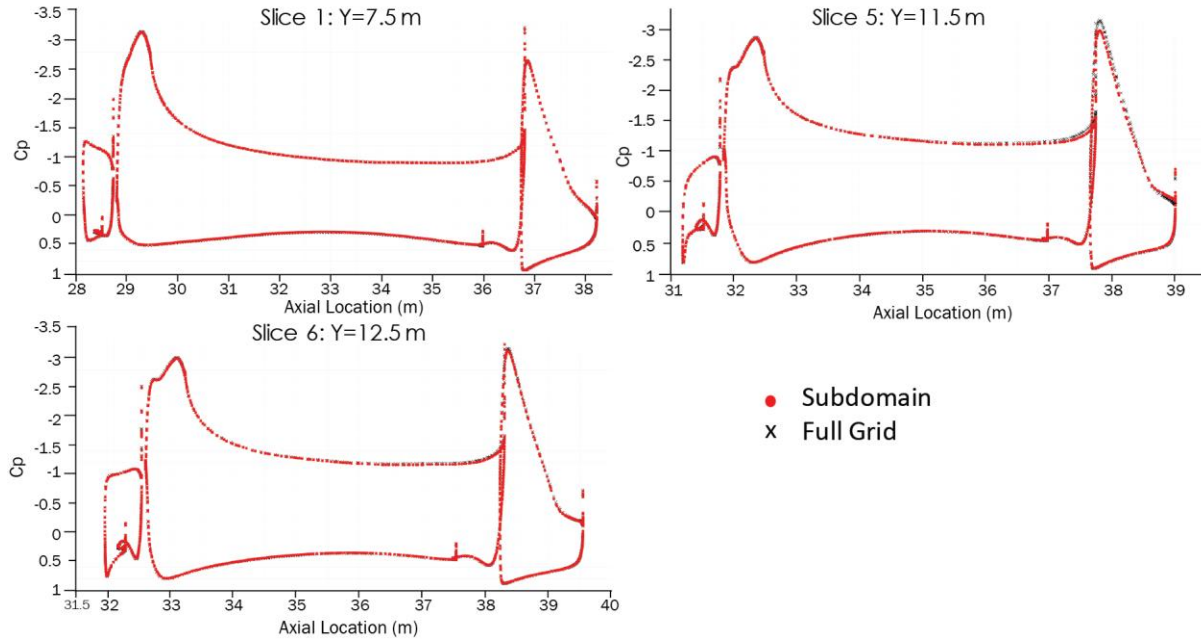 Slice 1: Y=7.5 m
-3.5
-3
-2.5
-2
-1.5
-1
-0.5
0
0.5
1
Cp
28 29 30 31 32 33 34 35 36 37 38
Axial Location (m)
Slice 5: Y=11.5 m
-3
-2.5
-2
-1.5
-1
-0.5
0
0.5
1
Cp
31 32 33 34 35 36 37 38 39
Axial Location (m)
Slice 6: Y=12.5 m
-3.5
-3
-2.5
-2
-1.5
-1
-0.5
0
0.5
1
Cp
31.5 32 33 34 35 36 37 38 39 40
Axial Location (m)
Subdomain
x Full Grid